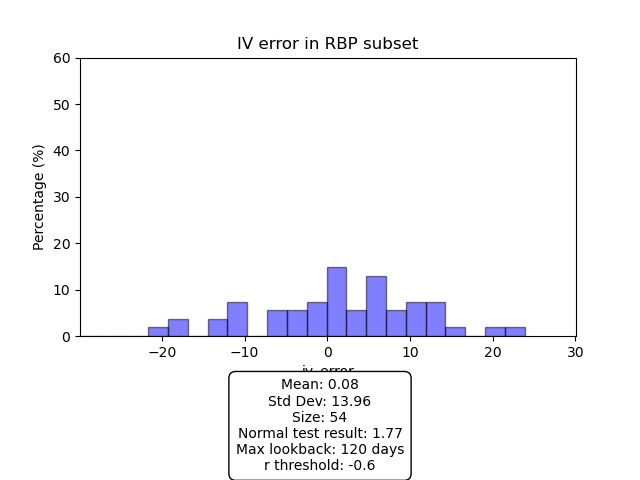 IV error in RBP subset
Percentage (%)
60
50
40
30
20
10
0
−20
−10
0
10
20
30
iv_error
Mean: 0.08
Std Dev: 13.96
Size: 54
Normal test result: 1.77
Max lookback: 120 days
r threshold: -0.6